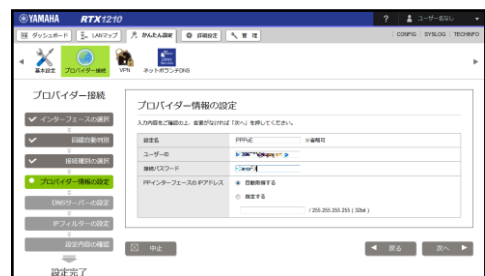 YAMAHA RTX1210
ユーザー名なし
ダッシュボード LANマップ かんたん設定 詳細設定 管理 CONFIG SYSLOG TECHINFO
基本設定 プロバイダー接続 VPN ネットボランチDNS
プロバイダー接続
インターフェースの選択
回線自動判別
接続種別の選択
プロバイダー情報の設定
DNSサーバーの設定
IPフィルターの設定
設定内容の確認
設定完了
プロバイダー情報の設定
入力内容をご確認の上、変更がなければ「次へ」を押してください。
設定名 PPPoE ※省略可
ユーザーID
接続パスワード
PPインターフェースのIPアドレス 自動取得する
指定する
/ 255.255.255.255 ( 32bit )
中止 戻る 次へ